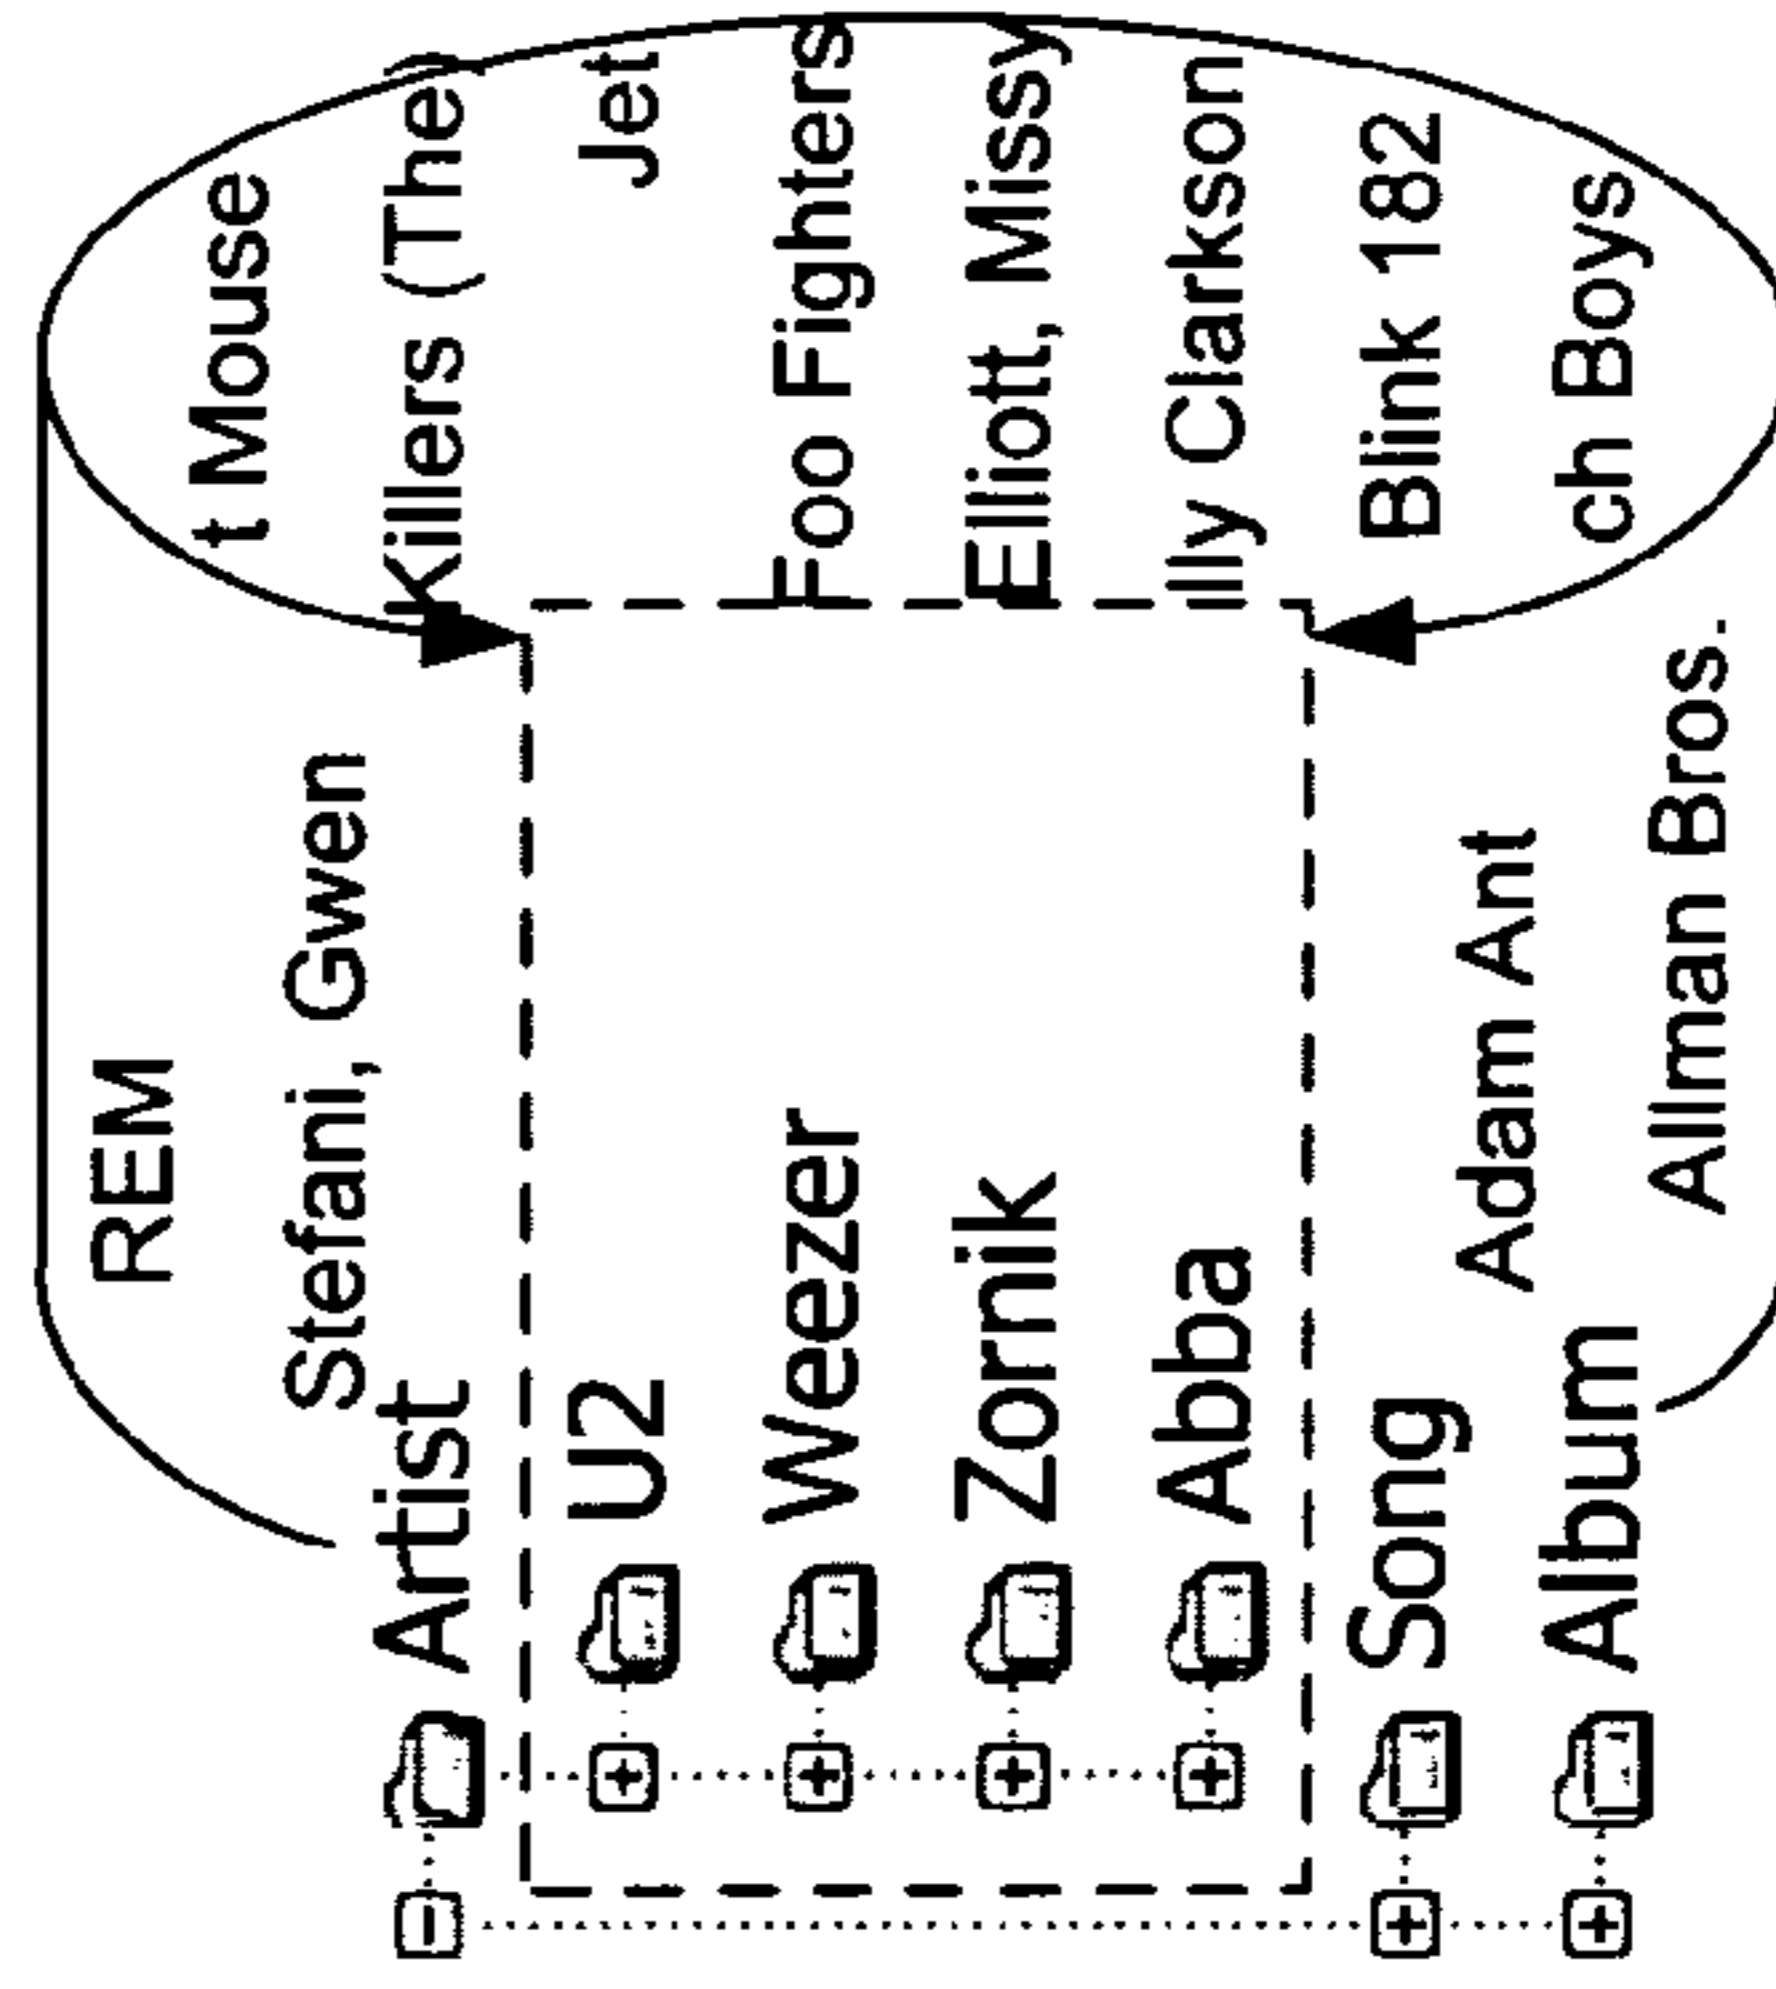 REM
t Mouse
Stefani, Gwen
Killers (The)
Artist
Jet
U2
Foo Fighters
Weezer
Elliott, Missy
Zornik
lly Clarkson
Abba
Blink 182
Song
Adam Ant
ch Boys
Album
Allman Bros.